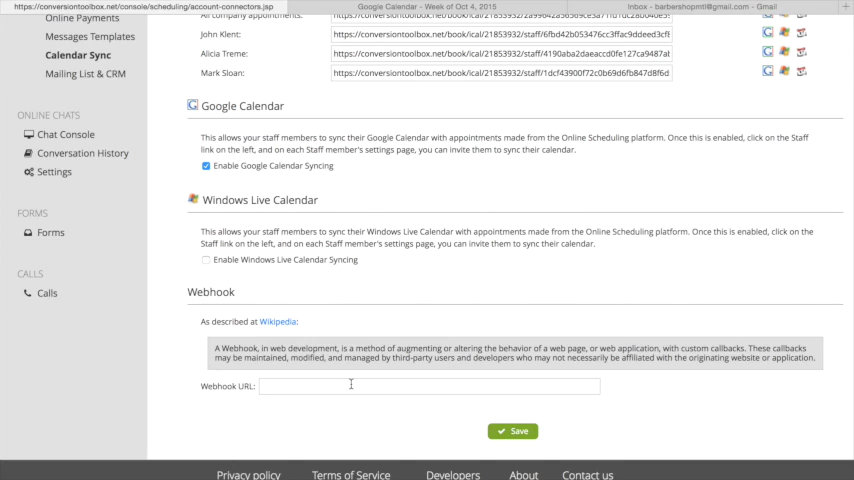 https://conversiontoolbox.net/console/scheduling/account-connectors.jsp
Google Calendar - Week of Oct 4, 2015
Inbox - barbershopmtl@gmail.com - Gmail
Online Payments
Messages Templates
Calendar Sync
Mailing List & CRM
ONLINE CHATS
Chat Console
Conversation History
Settings
FORMS
Forms
CALLS
Calls
All company appointments:
John Klent: https://conversiontoolbox.net/book/ical/21853932/staff/6fbd42b053476cc3ffac9ddeed3cf8
Alicia Treme: https://conversiontoolbox.net/book/ical/21853932/staff/4190aba2daeaccd0fe127ca9487al
Mark Sloan: https://conversiontoolbox.net/book/ical/21853932/staff/1dcf43900f72c0b69d6fb847d8f6d
Google Calendar
This allows your staff members to sync their Google Calendar with appointments made from the Online Scheduling platform. Once this is enabled, click on the Staff
link on the left, and on each Staff member's settings page, you can invite them to sync their calendar.
Enable Google Calendar Syncing
Windows Live Calendar
This allows your staff members to sync their Windows Live Calendar with appointments made from the Online Scheduling platform. Once this is enabled, click on the
Staff link on the left, and on each Staff member's settings page, you can invite them to sync their calendar.
Enable Windows Live Calendar Syncing
Webhook
As described at Wikipedia:
A Webhook, in web development, is a method of augmenting or altering the behavior of a web page, or web application, with custom callbacks. These callbacks
may be maintained, modified, and managed by third-party users and developers who may not necessarily be affiliated with the originating website or application.
Webhook URL:
Save
Privacy policy Terms of Service Developers About Contact us